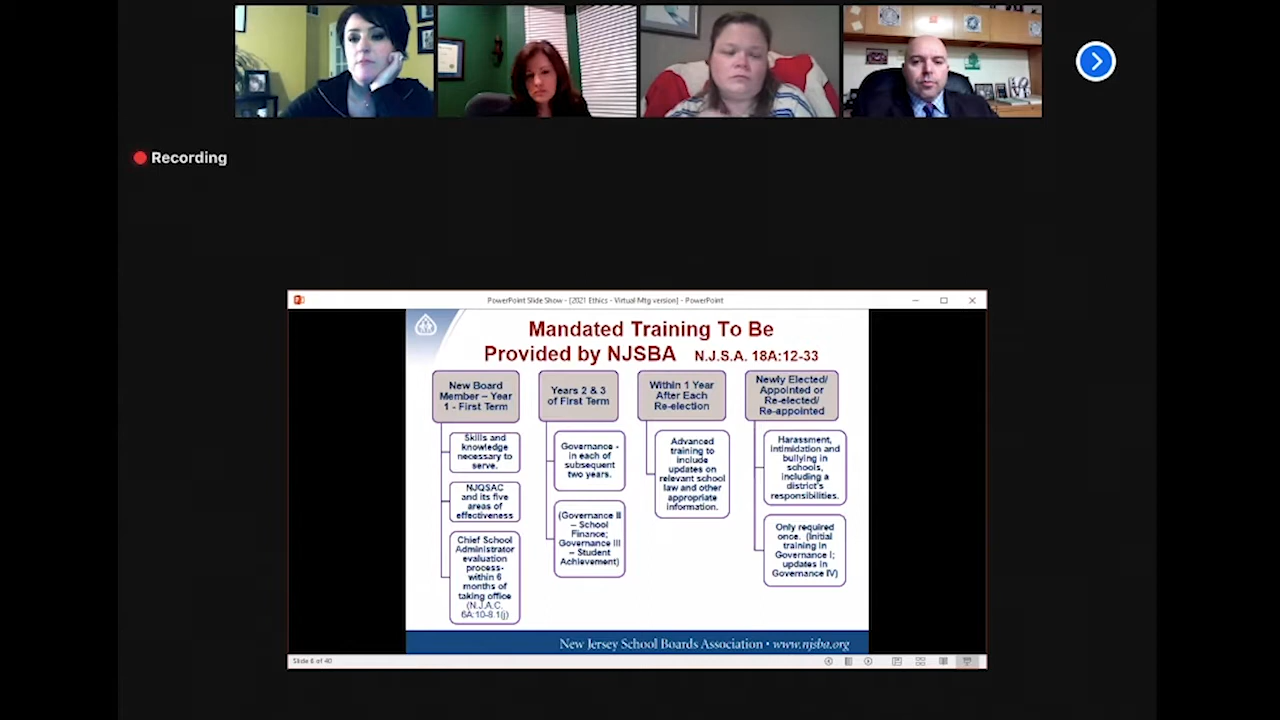 Recording
PowerPoint Slide Show - [2021 Ethics - Virtual Mtg version] - PowerPoint
Mandated Training To Be
Provided by NJSBA N.J.S.A. 18A:12-33
New Board
Member – Year
1 - First Term
Skills and
knowledge
necessary to
serve.
NJQSAC
and its five
areas of
effectiveness
Chief School
Administrator
evaluation
process-
within 6
months of
taking office
(N.J.A.C.
6A:10-8.1(j)
Years 2 & 3
of First Term
Governance -
in each of
subsequent
two years.
(Governance II
– School
Finance;
Governance III
– Student
Achievement)
Within 1 Year
After Each
Re-election
Advanced
training to
include
updates on
relevant school
law and other
appropriate
information.
Newly Elected/
Appointed or
Re-elected/
Re-appointed
Harassment,
intimidation and
bullying in
schools,
including a
district's
responsibilities.
Only required
once. (Initial
training in
Governance I;
updates in
Governance IV)
New Jersey School Boards Association • www.njsba.org
Slide 8 of 40